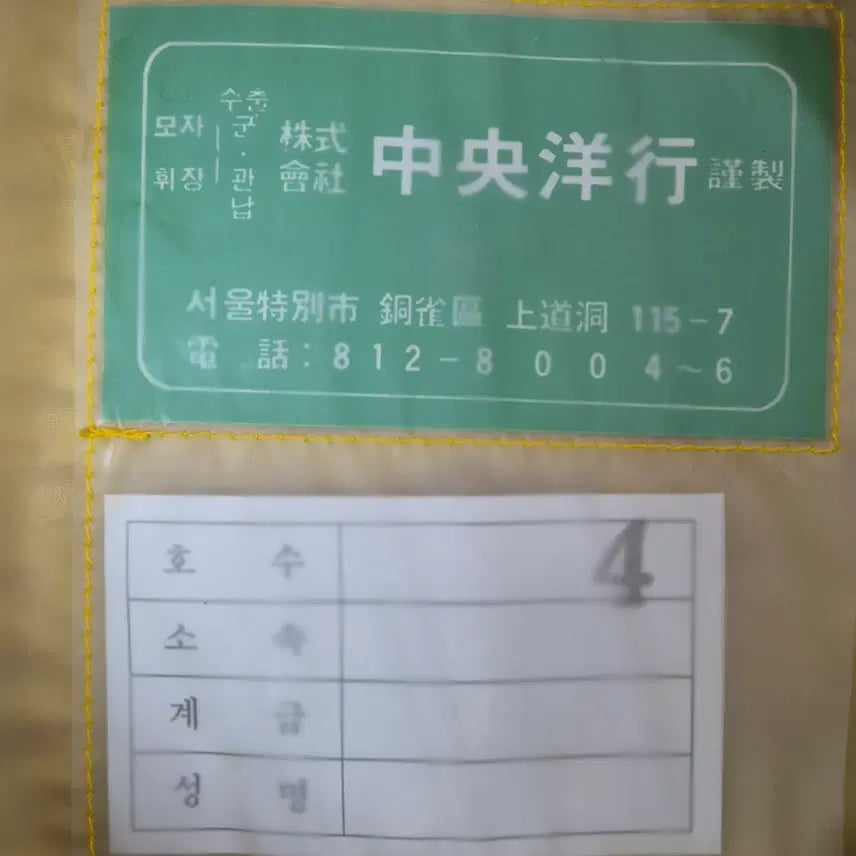 모자 휘장
수출 군·관납
株式會社 中央洋行 謹製
서울特別市 銅雀區 上道洞 115-7
電話:812-8004~6
호수 4
소속
계급
성명